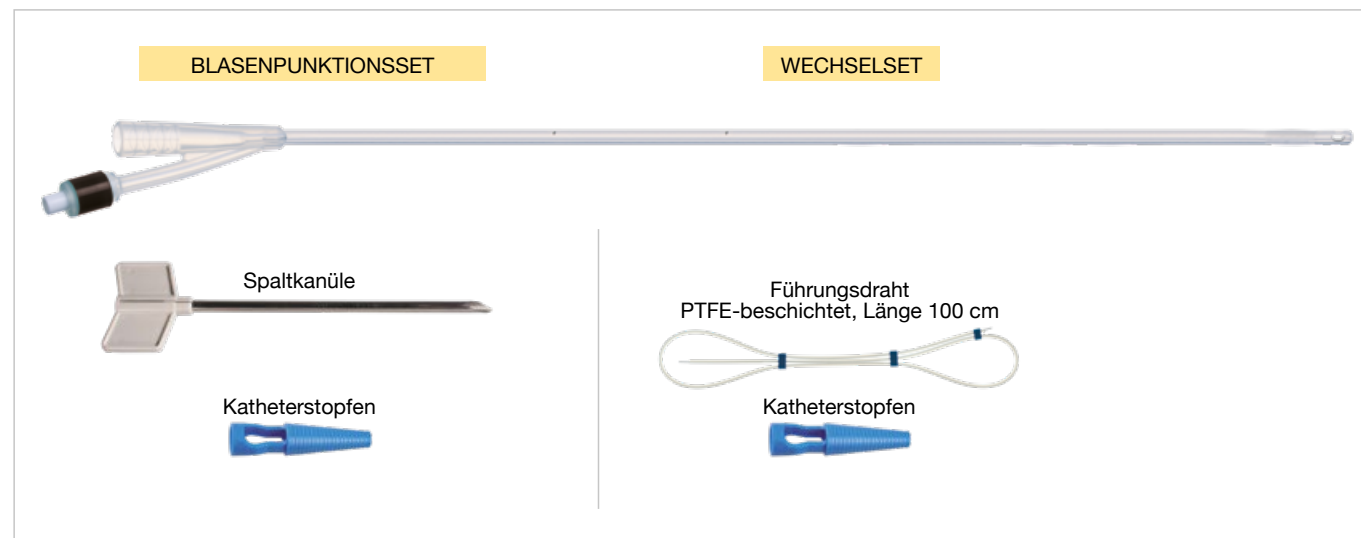 BLASENPUNKTIONSSET
WECHSELSET
Spaltkanüle
Katheterstopfen
Führungsdraht
PTFE-beschichtet, Länge 100 cm
Katheterstopfen